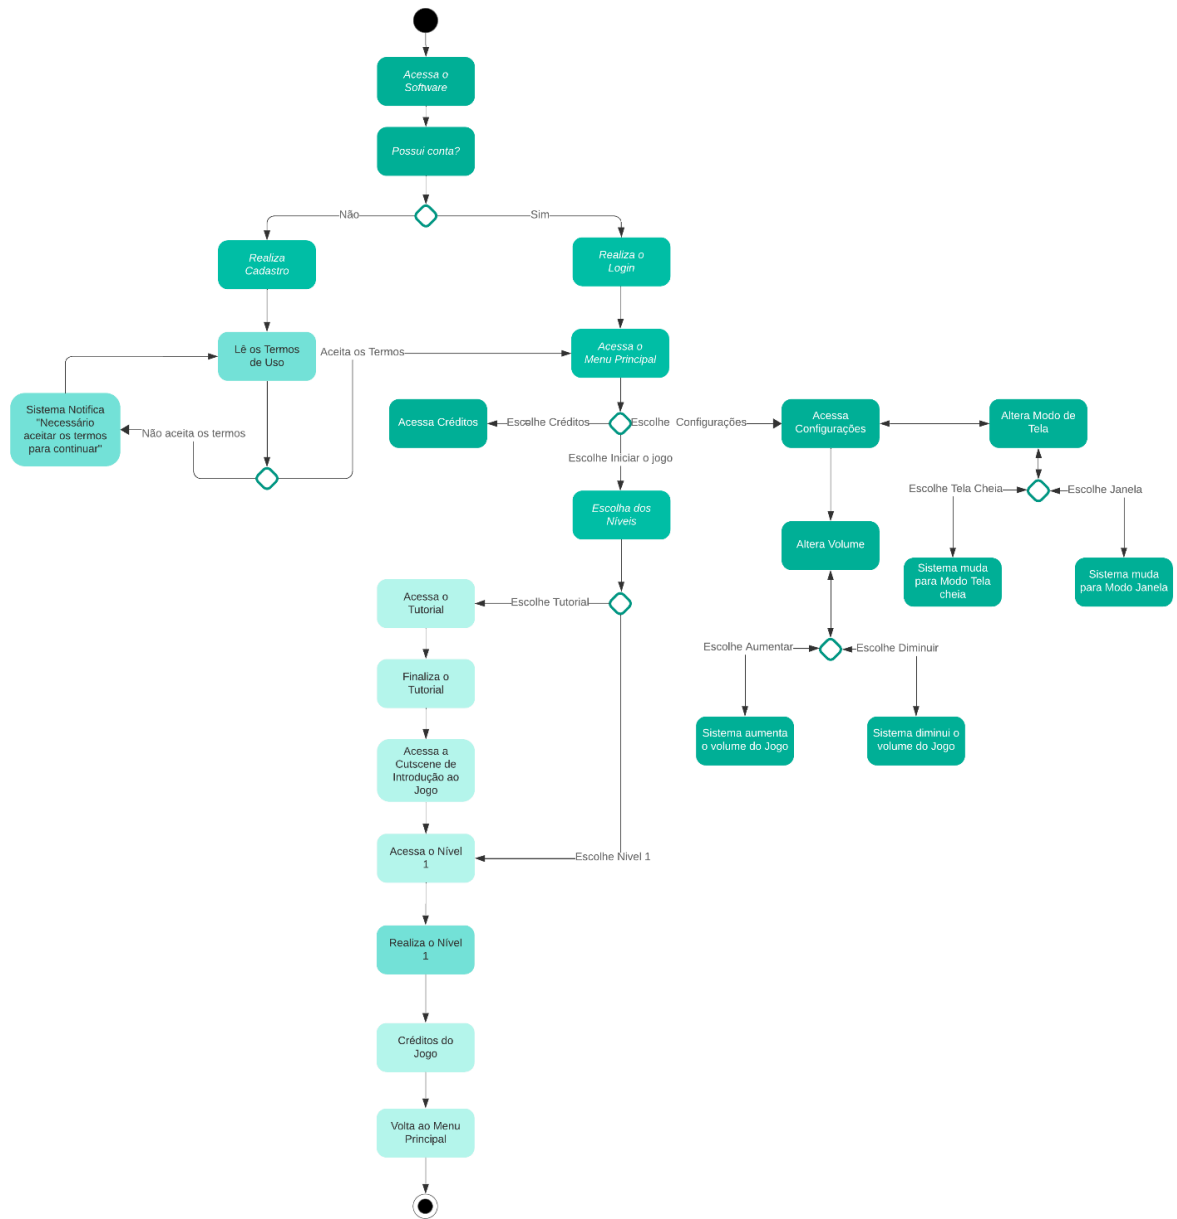 Acessa o
Software
Possui conta?
Não
Sim
Realiza
Cadastro
Realiza o
Login
Lê os Termos
de Uso
Aceita os Termos
Acessa o
Menu Principal
Sistema Notifica
"Necessário
aceitar os termos
para continuar"
Não aceita os termos
Acessa Créditos
Escolhe Créditos
Escolhe Configurações
Acessa
Configurações
Altera Modo de
Tela
Escolhe Iniciar o jogo
Escolha dos
Níveis
Escolhe Tela Cheia
Escolhe Janela
Altera Volume
Sistema muda
para Modo Tela
cheia
Sistema muda
para Modo Janela
Acessa o
Tutorial
Escolhe Tutorial
Escolhe Aumentar
Escolhe Diminuir
Finaliza o
Tutorial
Sistema aumenta
o volume do Jogo
Sistema diminui o
volume do Jogo
Acessa a
Cutscene de
Introdução ao
Jogo
Acessa o Nível
1
Escolhe Nivel 1
Realiza o Nível
1
Créditos do
Jogo
Volta ao Menu
Principal